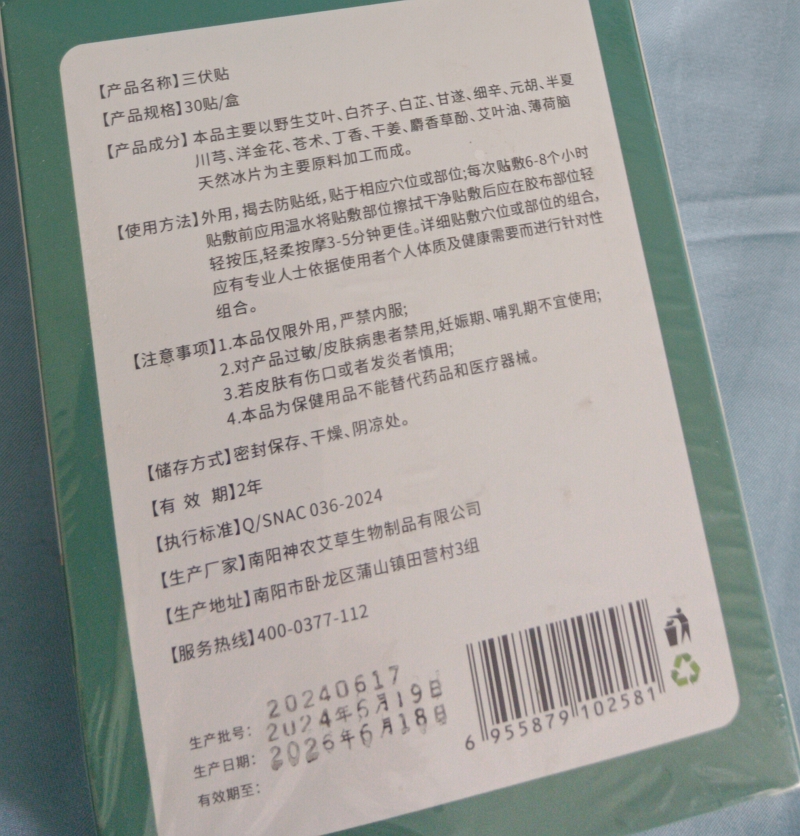 【产品名称】三伏贴
【产品规格】30贴/盒
【产品成分】本品主要以野生艾叶、白芥子、白芷、甘遂、细辛、元胡、半夏
川芎、洋金花、苍术、丁香、干姜、麝香草酚、艾叶油、薄荷脑
天然冰片为主要原料加工而成。
【使用方法】外用，揭去防贴纸，贴于相应穴位或部位;每次贴敷6-8个小时
贴敷前应用温水将贴敷部位擦拭干净贴敷后应在胶布部位轻
轻按压,轻柔按摩3-5分钟更佳。详细贴敷穴位或部位的组合,
应有专业人士依据使用者个人体质及健康需要而进行针对性
组合。
【注意事项】1.本品仅限外用，严禁内服;
2.对产品过敏/皮肤病患者禁用,妊娠期、哺乳期不宜使用;
3.若皮肤有伤口或者发炎者慎用;
4.本品为保健用品不能替代药品和医疗器械。
【储存方式】密封保存、干燥、阴凉处。
【有 效 期】2年
【执行标准】Q/SNAC 036-2024
【生产厂家】南阳神农艾草生物制品有限公司
【生产地址】南阳市卧龙区蒲山镇田营村3组
【服务热线】400-0377-112
生产批号: 20240617
生产日期: 2024年6月19日
有效期至: 2026年6月18日
6 955879 102581